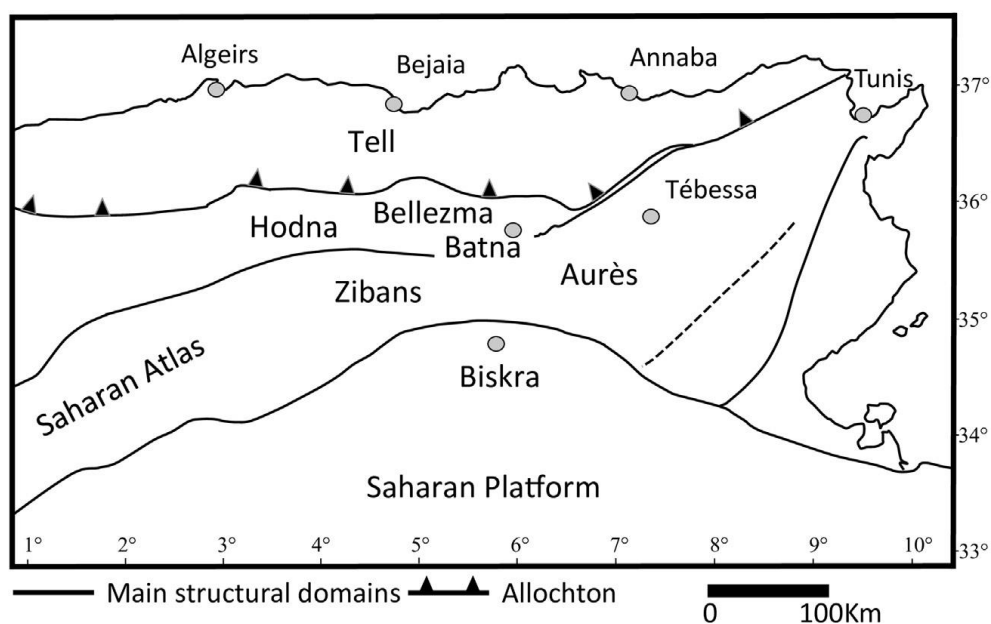 Algeirs
Bejaia
Annaba
Tunis
37°
Tell
Tébessa
36°
Hodna
Bellezma
Batna
Aurès
Zibans
35°
Saharan Atlas
Biskra
34°
Saharan Platform
1° 2° 3° 4° 5° 6° 7° 8° 9° 10° 33°
Main structural domains Allochton
0 100Km